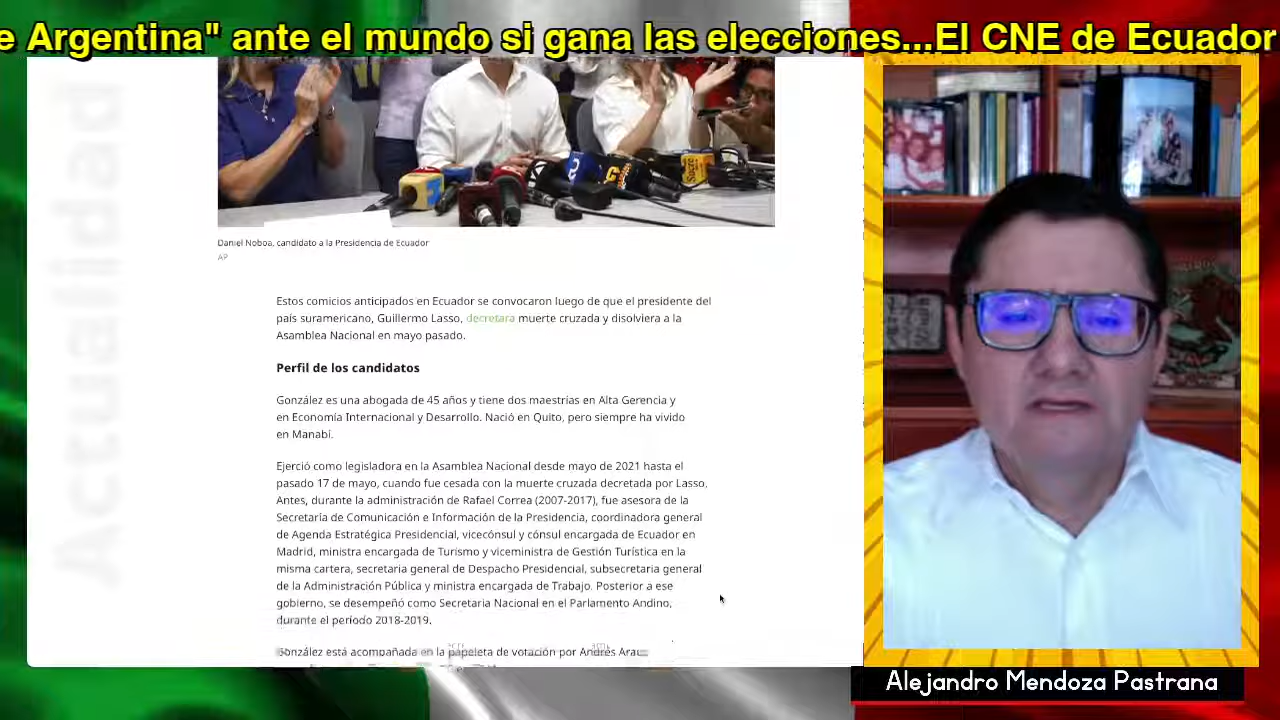 e Argentina" ante el mundo si gana las elecciones...El CNE de Ecuador
Actualidad
Daniel Noboa, candidato a la Presidencia de Ecuador
AP
Estos comicios anticipados en Ecuador se convocaron luego de que el presidente del
país suramericano, Guillermo Lasso, decretara muerte cruzada y disolviera a la
Asamblea Nacional en mayo pasado.
Perfil de los candidatos
González es una abogada de 45 años y tiene dos maestrías en Alta Gerencia y
en Economía Internacional y Desarrollo. Nació en Quito, pero siempre ha vivido
en Manabí.
Ejerció como legisladora en la Asamblea Nacional desde mayo de 2021 hasta el
pasado 17 de mayo, cuando fue cesada con la muerte cruzada decretada por Lasso.
Antes, durante la administración de Rafael Correa (2007-2017), fue asesora de la
Secretaría de Comunicación e Información de la Presidencia, coordinadora general
de Agenda Estratégica Presidencial, vicecónsul y cónsul encargada de Ecuador en
Madrid, ministra encargada de Turismo y viceministra de Gestión Turística en la
misma cartera, secretaria general de Despacho Presidencial, subsecretaria general
de la Administración Pública y ministra encargada de Trabajo. Posterior a ese
gobierno, se desempeñó como Secretaria Nacional en el Parlamento Andino,
durante el período 2018-2019.
González está acompañada en la papeleta de votación por Andrés Arau
Alejandro Mendoza Pastrana